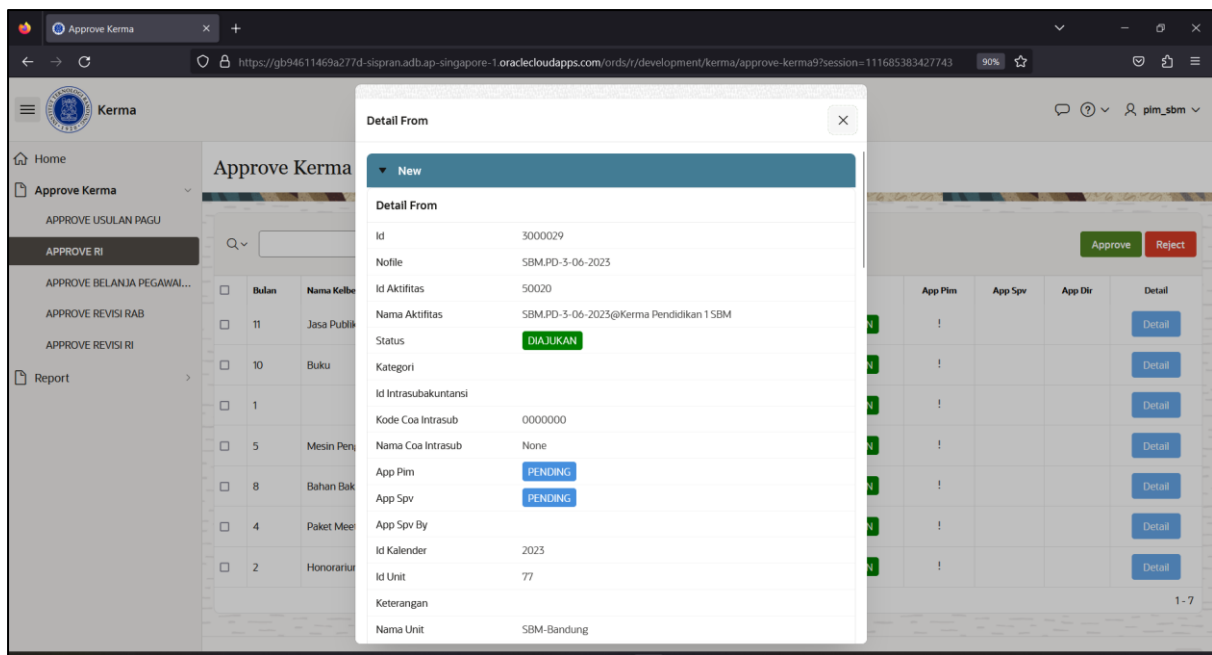 Approve Kerma
https://gb94611469a277d-sispran.adb.ap-singapore-1.oraclecloudapps.com/ords/r/development/kerma/approve-kerma9?session=111685383427743
90%
Kerma
pim_sbm
Home
Approve Kerma
APPROVE USULAN PAGU
APPROVE RI
APPROVE BELANJA PEGAWAI...
APPROVE REVISI RAB
APPROVE REVISI RI
Report
Approve Kerma
Approve Reject
Bulan
11 Jasa Publik
10 Buku
1
5
8
4
2
App Pim App Spv App Dir Detail
! Detail
! Detail
! Detail
! Detail
! Detail
! Detail
! Detail
1 - 7
Detail From
New
Detail From
Id 3000029
Nofile SBM.PD-3-06-2023
Id Aktifitas 50020
Nama Aktifitas SBM.PD-3-06-2023@Kerma Pendidikan 1 SBM
Status DIAJUKAN
Kategori
Id Intrasubakuntansi
Kode Coa Intrasub 0000000
Nama Coa Intrasub None
App Pim PENDING
App Spv PENDING
App Spv By
Id Kalender 2023
Id Unit 77
Keterangan
Nama Unit SBM-Bandung